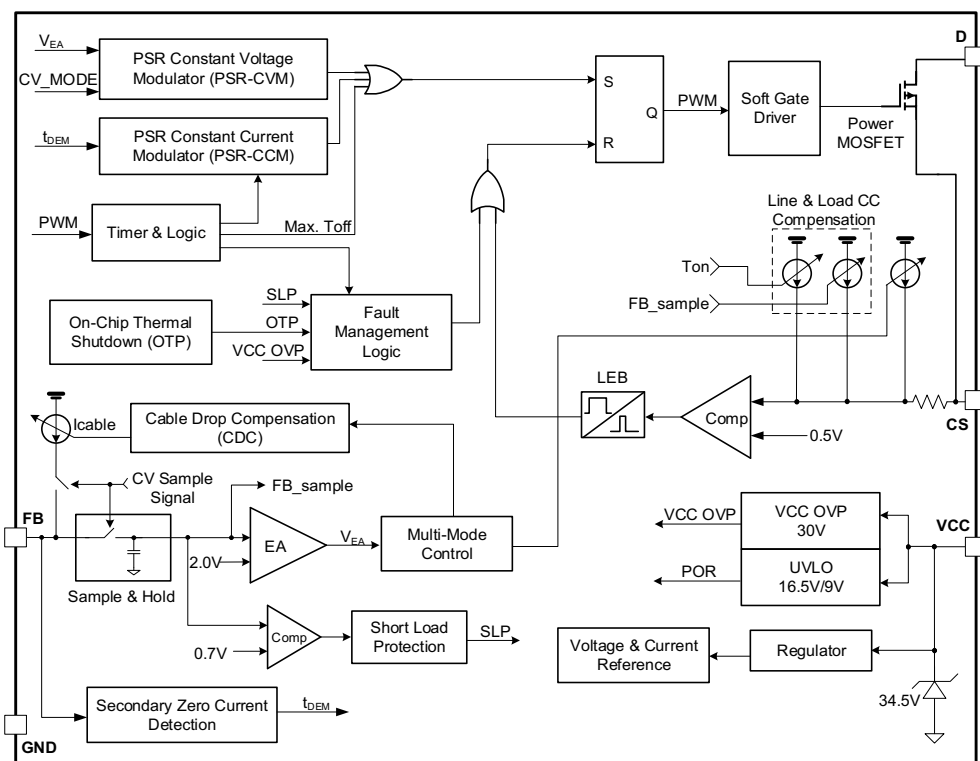 D
V_EA
PSR Constant Voltage
Modulator (PSR-CVM)
CV_MODE
S
R
Q
PWM
Soft Gate
Driver
Power
MOSFET
t_DEM
PSR Constant Current
Modulator (PSR-CCM)
PWM
Timer & Logic
Max. Toff
Line & Load CC
Compensation
Ton
FB_sample
SLP
OTP
VCC OVP
On-Chip Thermal
Shutdown (OTP)
Fault
Management
Logic
LEB
Comp
0.5V
CS
Icable
Cable Drop Compensation
(CDC)
CV Sample
Signal
FB_sample
FB
EA
2.0V
V_EA
Multi-Mode
Control
Sample & Hold
VCC OVP
VCC OVP
30V
VCC
POR
UVLO
16.5V/9V
Comp
0.7V
Short Load
Protection
SLP
Voltage & Current
Reference
Regulator
34.5V
Secondary Zero Current
Detection
t_DEM
GND